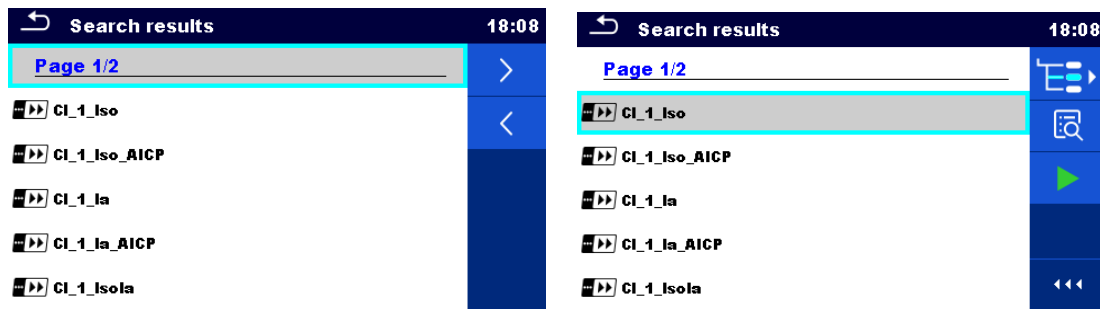 Search results 18:08
Page 1/2
Cl_1_Iso
Cl_1_Iso_AICP
Cl_1_Ia
Cl_1_Ia_AICP
Cl_1_IsoIa
Search results 18:08
Page 1/2
Cl_1_Iso
Cl_1_Iso_AICP
Cl_1_Ia
Cl_1_Ia_AICP
Cl_1_IsoIa